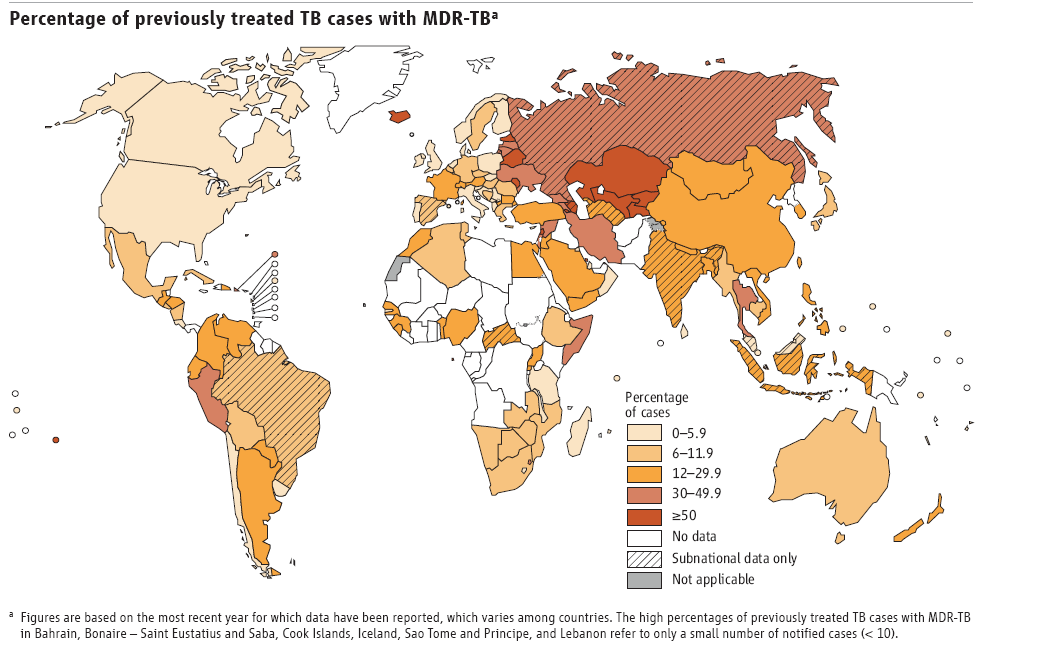 Percentage of previously treated TB cases with MDR-TBa
Percentage
of cases
0–5.9
6–11.9
12–29.9
30–49.9
≥50
No data
Subnational data only
Not applicable
a Figures are based on the most recent year for which data have been reported, which varies among countries. The high percentages of previously treated TB cases with MDR-TB
in Bahrain, Bonaire – Saint Eustatius and Saba, Cook Islands, Iceland, Sao Tome and Principe, and Lebanon refer to only a small number of notified cases (< 10).